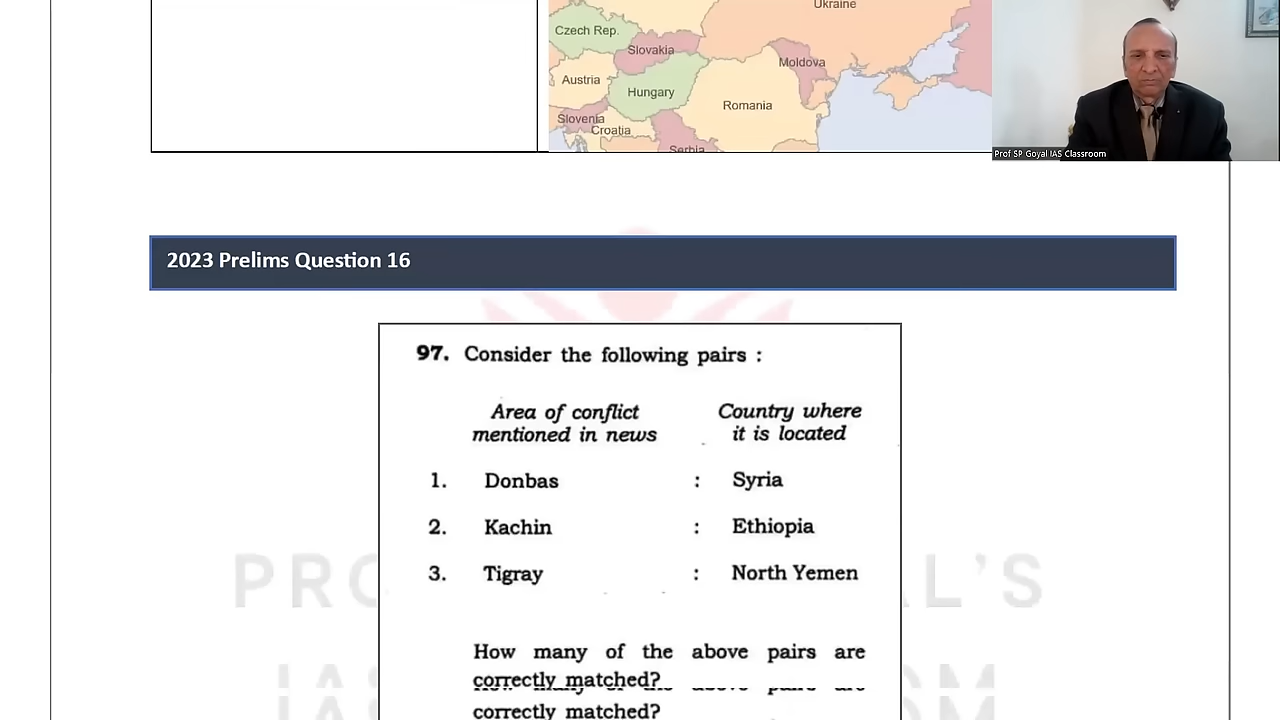 Ukraine
Czech Rep.
Slovakia
Moldova
Austria
Hungary
Romania
Slovenia
Croatia
Serbia
Prof SP Goyal IAS Classroom
2023 Prelims Question 16
97. Consider the following pairs :
Area of conflict mentioned in news
Country where it is located
1. Donbas : Syria
2. Kachin : Ethiopia
3. Tigray : North Yemen
How many of the above pairs are
correctly matched?
correctly matched?